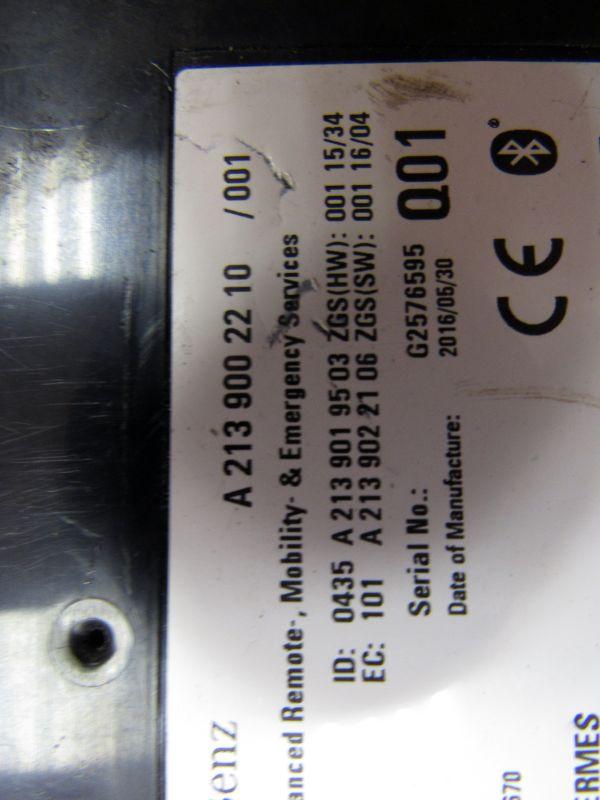 A 213 900 22 10 / 001
anced Remote-, Mobility- & Emergency Services
ID: 0435 A 213 901 95 03 ZGS(HW): 001 15/34
EC: 101 A 213 902 21 06 ZGS(SW): 001 16/04
Serial No.: G2576595 Q01
Date of Manufacture: 2016/06/30
CE
enz
670
ERMES